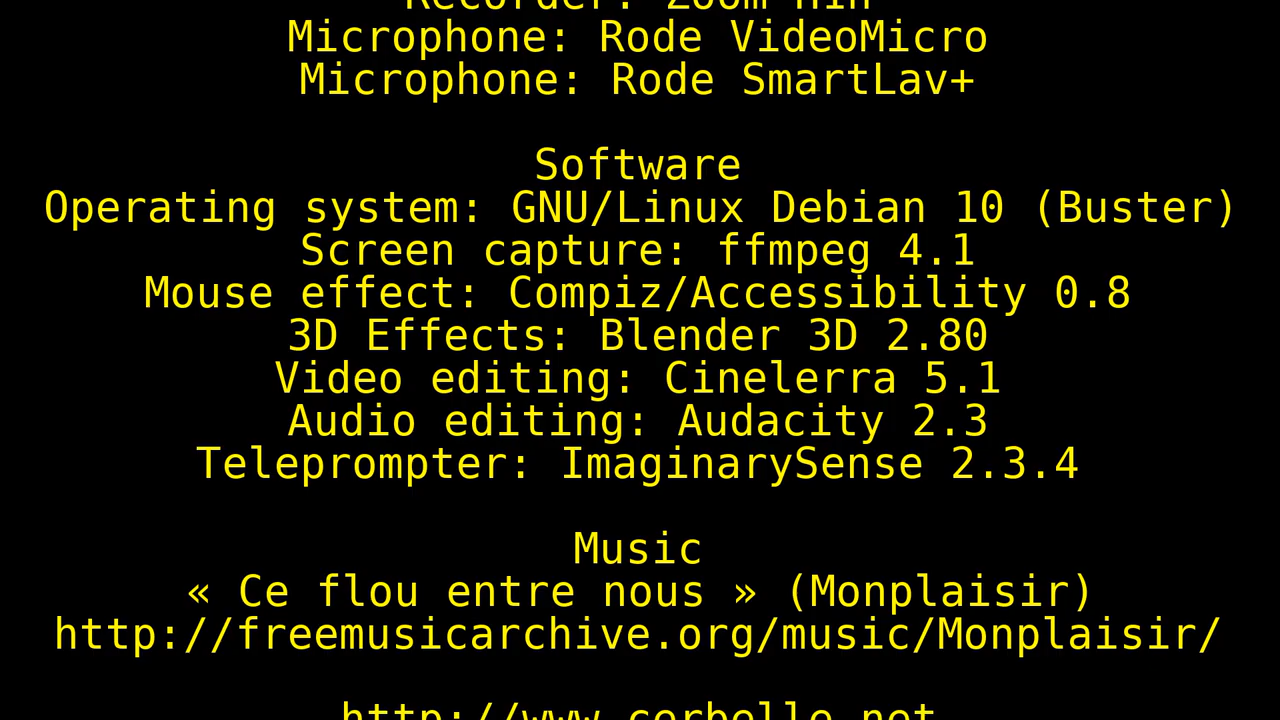 Recorder: Zoom H1n
Microphone: Rode VideoMicro
Microphone: Rode SmartLav+
Software
Operating system: GNU/Linux Debian 10 (Buster)
Screen capture: ffmpeg 4.1
Mouse effect: Compiz/Accessibility 0.8
3D Effects: Blender 3D 2.80
Video editing: Cinelerra 5.1
Audio editing: Audacity 2.3
Teleprompter: ImaginarySense 2.3.4
Music
« Ce flou entre nous » (Monplaisir)
http://freemusicarchive.org/music/Monplaisir/